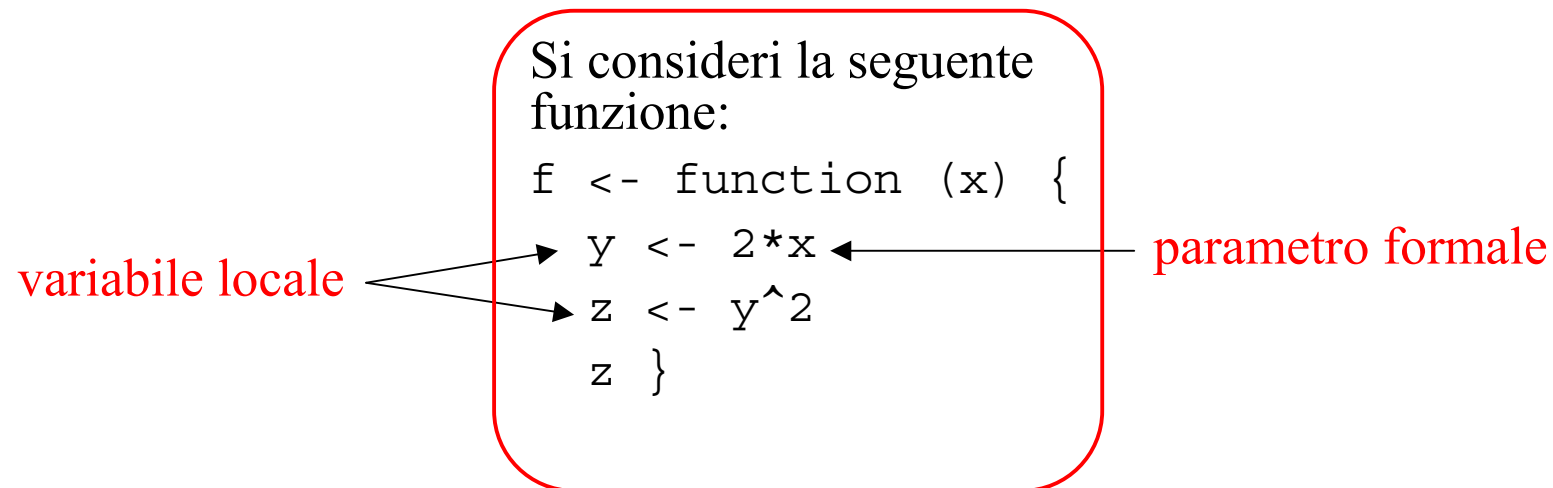 Si consideri la seguente
funzione:
f <- function (x) {
y <- 2*x
parametro formale
variabile locale
z <- y^2
z }